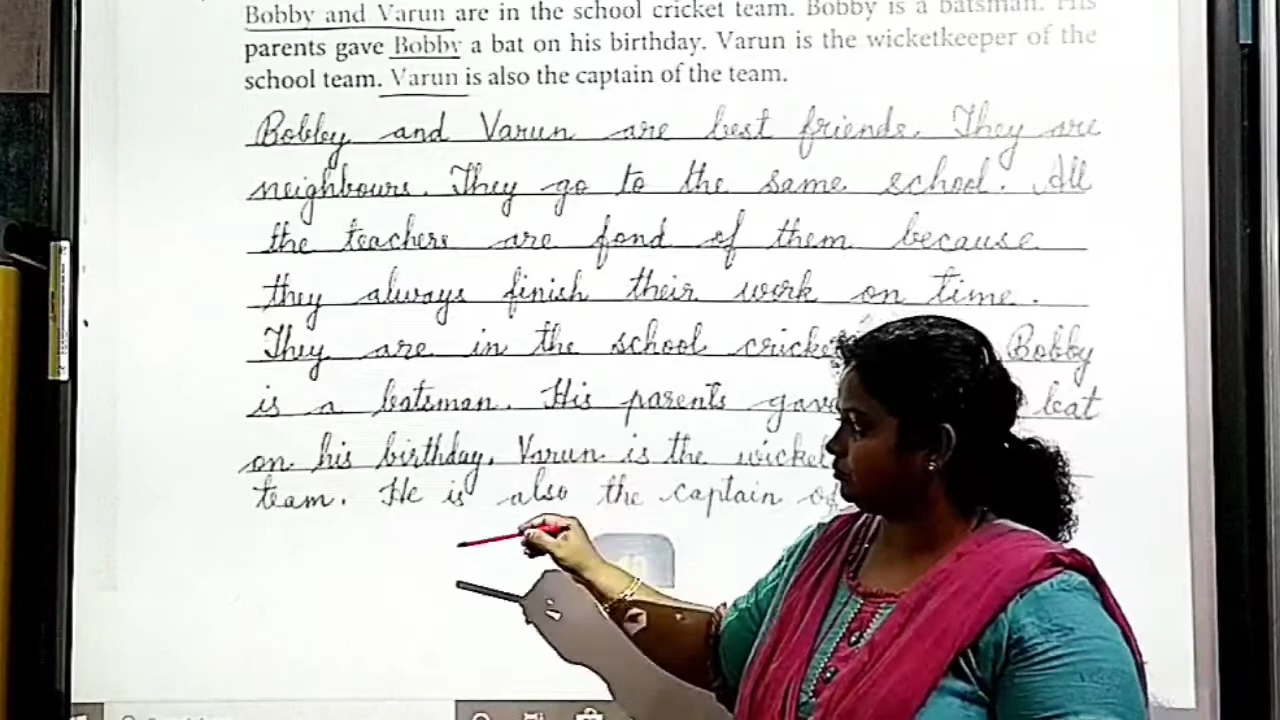 Bobby and Varun are in the school cricket team. Bobby is a batsman. His
parents gave Bobby a bat on his birthday. Varun is the wicketkeeper of the
school team. Varun is also the captain of the team.
Bobby and Varun are best friends. They are
neighbours. They go to the same school. All
the teachers are fond of them because
they always finish their work on time.
They are in the school cricket Bobby
is a batsman. His parents gave bat
on his birthday. Varun is the
team. He is also the captain of